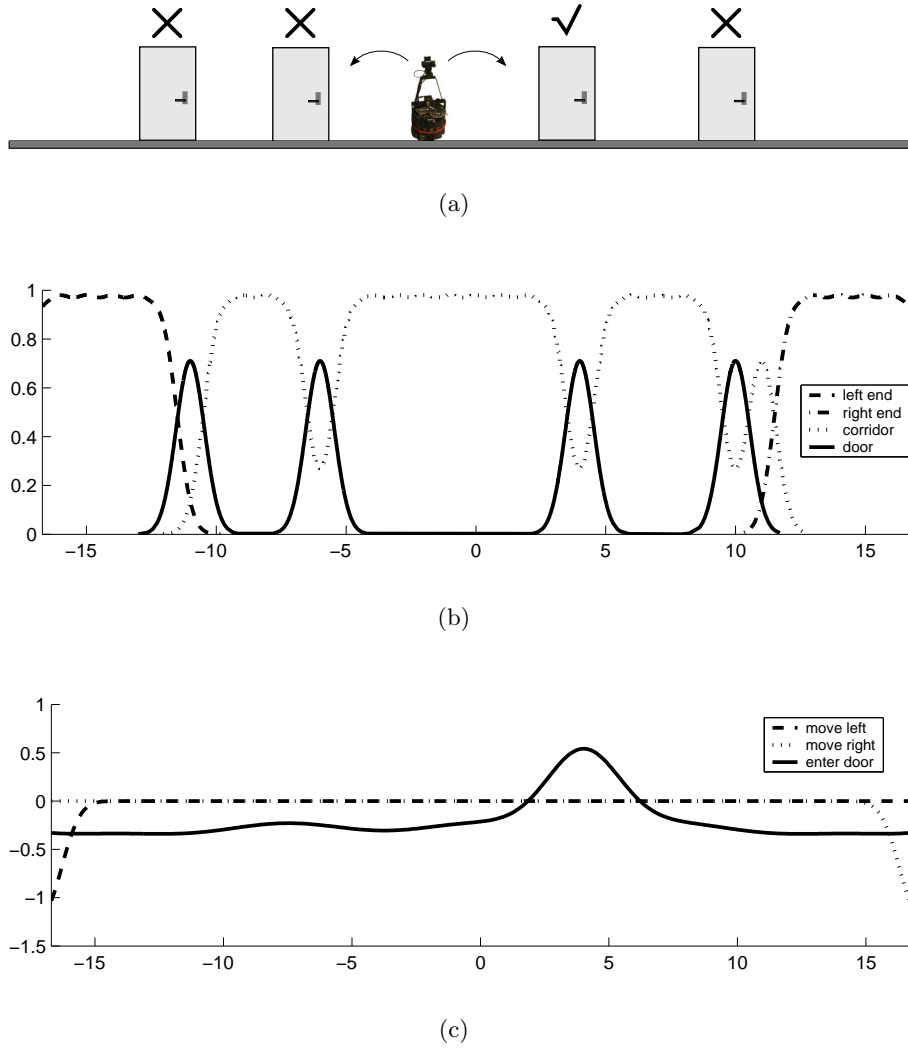 (a)
1
0.8
0.6
0.4
0.2
0
left end
right end
corridor
door
−15 −10 −5 0 5 10 15
(b)
1
0.5
0
−0.5
−1
−1.5
move left
move right
enter door
−15 −10 −5 0 5 10 15
(c)